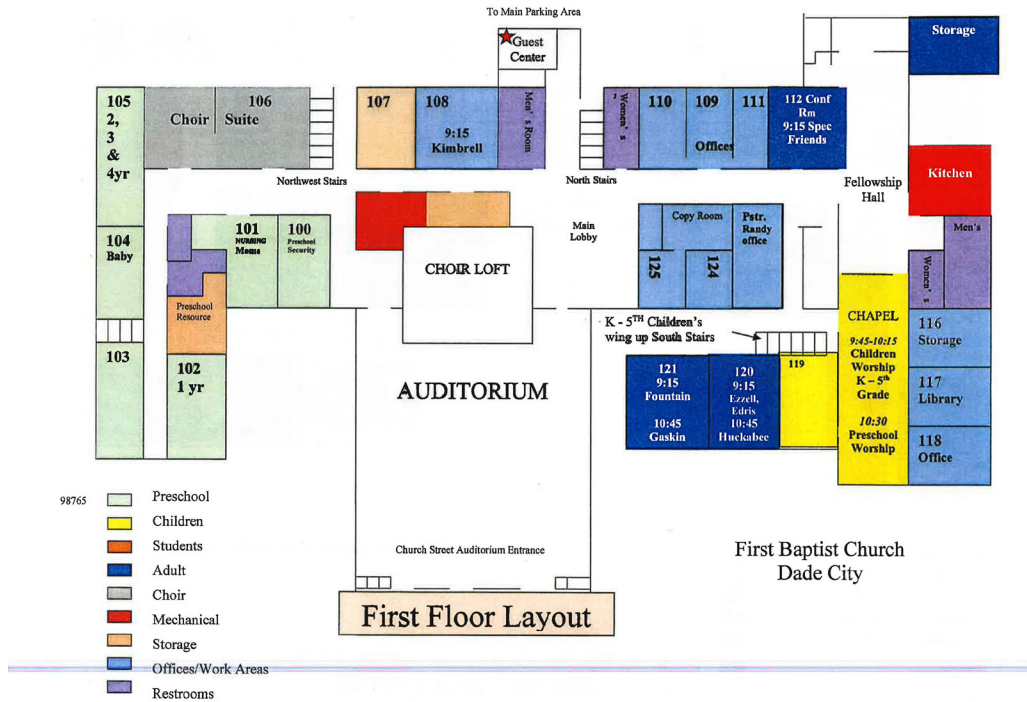 To Main Parking Area
Guest
Center
Storage
105
2,
3
&
4yr
106
Choir Suite
107
108
9:15
Kimbrell
Men's Room
Women's
110
109
111
Offices
112 Conf
Rm
9:15 Spec
Friends
Northwest Stairs
North Stairs
Fellowship
Hall
Kitchen
104
Baby
101
NURSING
Moms
100
Preschool
Security
CHOIR LOFT
Main
Lobby
Copy Room
125
124
Pstr.
Randy
office
Men's
Women's
Preschool
Resource
K - 5TH Children's
wing up South Stairs
CHAPEL
9:45-10:15
Children
Worship
K – 5th
Grade
10:30
Preschool
Worship
116
Storage
117
Library
118
Office
103
102
1 yr
AUDITORIUM
121
9:15
Fountain
10:45
Gaskin
120
9:15
Ezzell,
Edris
10:45
Huckabee
119
98765
Preschool
Children
Students
Adult
Choir
Mechanical
Storage
Offices/Work Areas
Restrooms
Church Street Auditorium Entrance
First Floor Layout
First Baptist Church
Dade City